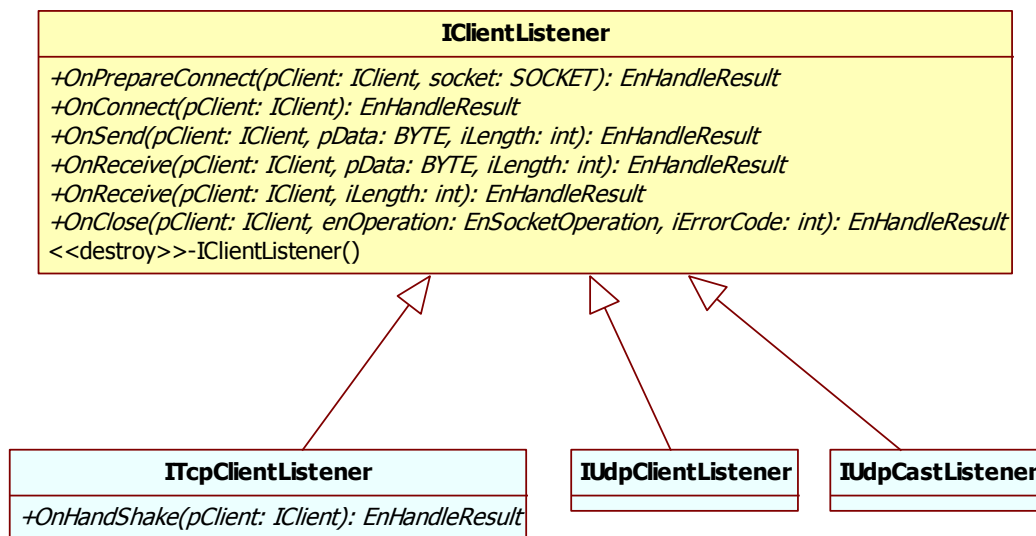 IClientListener
+OnPrepareConnect(pClient: IClient, socket: SOCKET): EnHandleResult
+OnConnect(pClient: IClient): EnHandleResult
+OnSend(pClient: IClient, pData: BYTE, iLength: int): EnHandleResult
+OnReceive(pClient: IClient, pData: BYTE, iLength: int): EnHandleResult
+OnReceive(pClient: IClient, iLength: int): EnHandleResult
+OnClose(pClient: IClient, enOperation: EnSocketOperation, iErrorCode: int): EnHandleResult
<<destroy>>-IClientListener()
ITcpClientListener
+OnHandShake(pClient: IClient): EnHandleResult
IUdpClientListener
IUdpCastListener